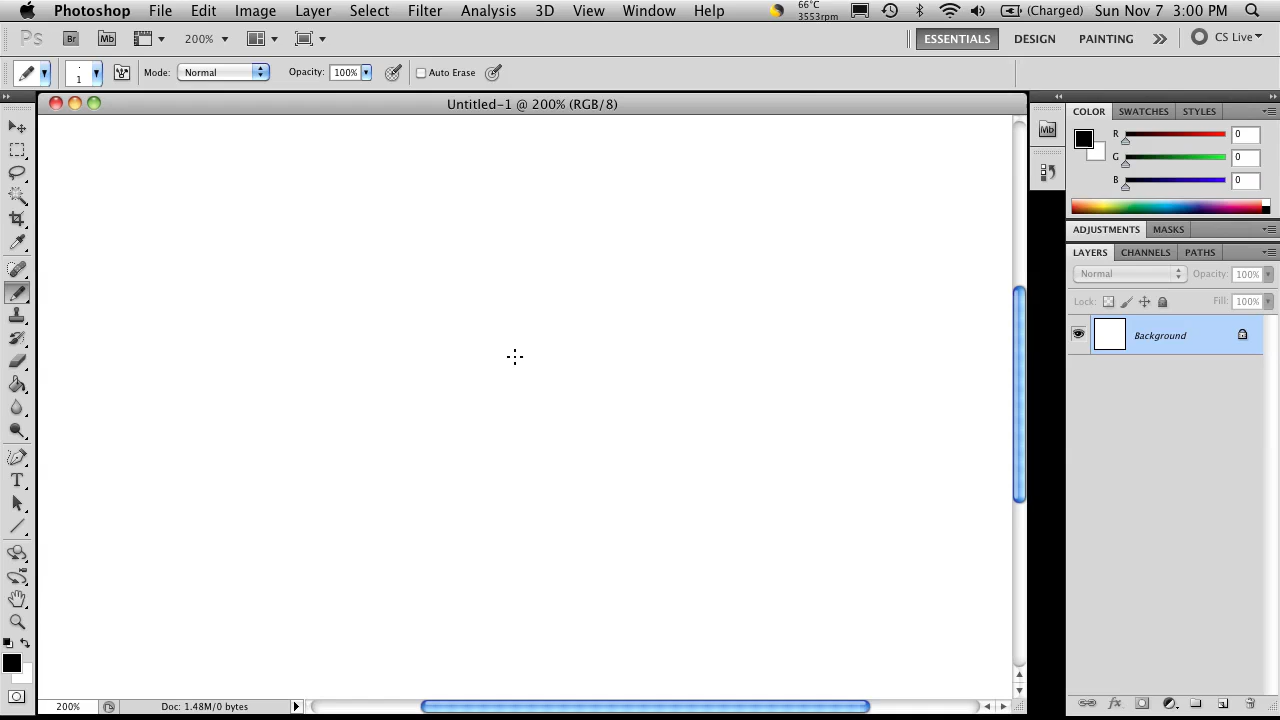 Photoshop File Edit Image Layer Select Filter Analysis 3D View Window Help 66°C 3553rpm (Charged) Sun Nov 7 3:00 PM
Ps Br Mb 200% ESSENTIALS DESIGN PAINTING CS Live
1 Mode: Normal Opacity: 100% Auto Erase
Untitled-1 @ 200% (RGB/8)
Mb
COLOR SWATCHES STYLES
R 0
G 0
B 0
ADJUSTMENTS MASKS
LAYERS CHANNELS PATHS
Normal Opacity: 100%
Lock: Fill: 100%
Background
T
200% Doc: 1.48M/0 bytes
fx